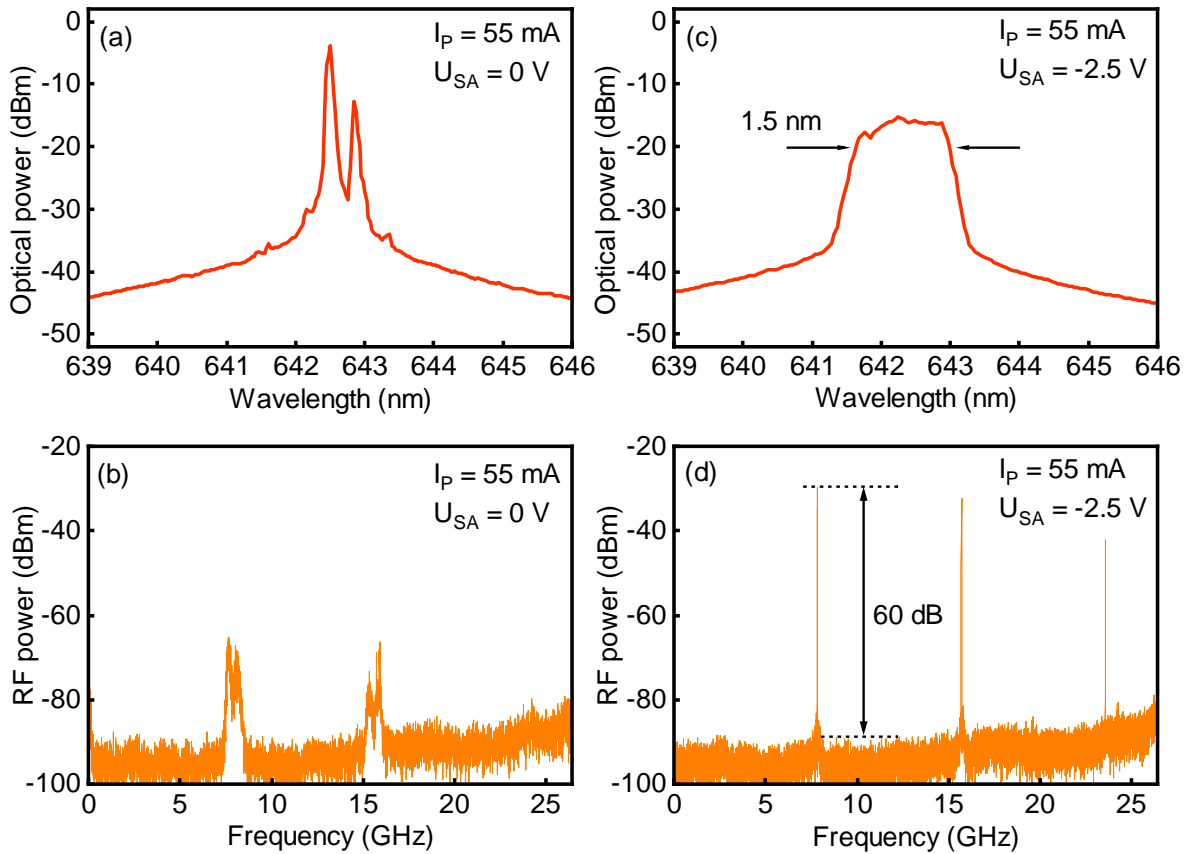 (a)
I_P = 55 mA
U_SA = 0 V
Optical power (dBm)
0
-10
-20
-30
-40
-50
639 640 641 642 643 644 645 646
Wavelength (nm)
(c)
I_P = 55 mA
U_SA = -2.5 V
1.5 nm
Optical power (dBm)
0
-10
-20
-30
-40
-50
639 640 641 642 643 644 645 646
Wavelength (nm)
(b)
I_P = 55 mA
U_SA = 0 V
RF power (dBm)
-20
-40
-60
-80
-100
0 5 10 15 20 25
Frequency (GHz)
(d)
I_P = 55 mA
U_SA = -2.5 V
60 dB
RF power (dBm)
-20
-40
-60
-80
-100
0 5 10 15 20 25
Frequency (GHz)